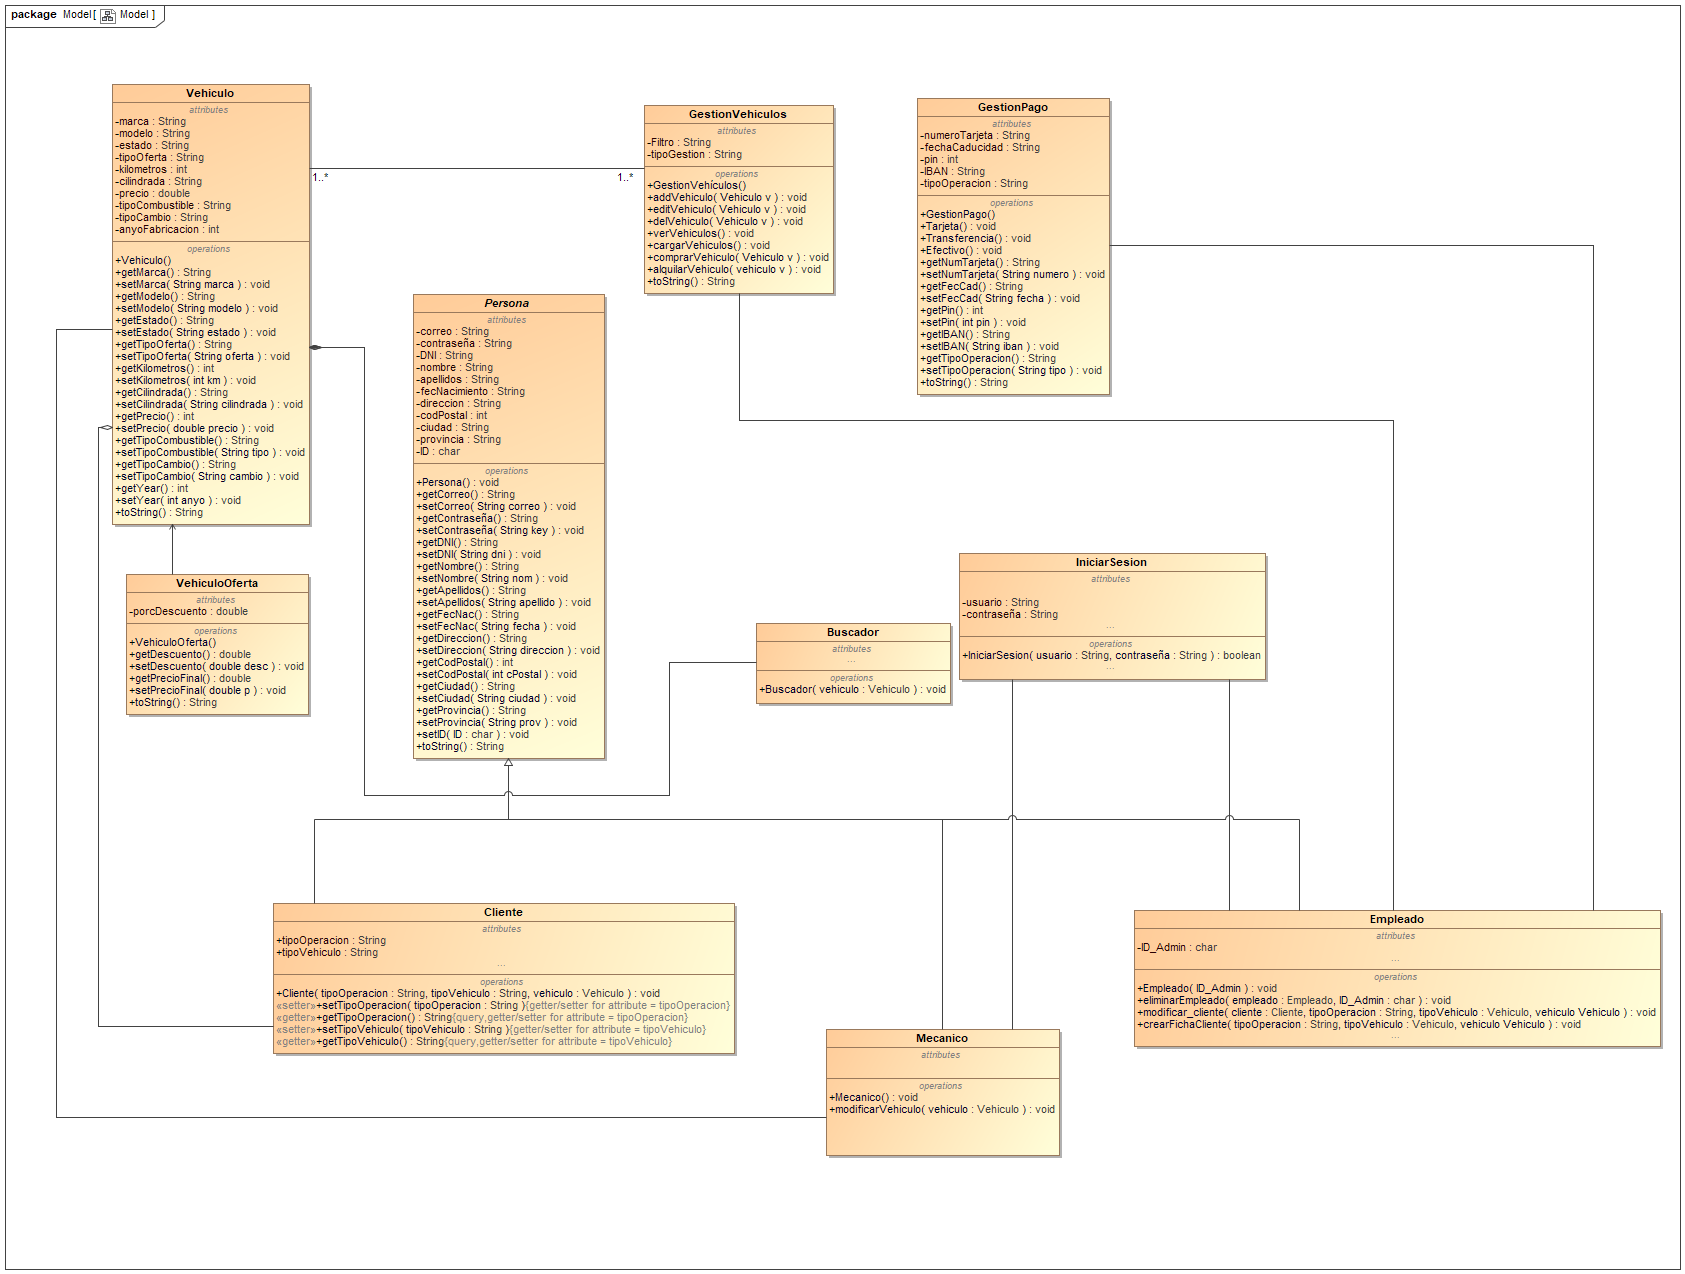 package Model[ Model ]
Vehiculo
attributes
-marca : String
-modelo : String
-estado : String
-tipoOferta : String
-kilometros : int
-cilindrada : String
-precio : double
-tipoCombustible : String
-tipoCambio : String
-anyoFabricacion : int
operations
+Vehiculo()
+getMarca() : String
+setMarca( String marca ) : void
+getModelo() : String
+setModelo( String modelo ) : void
+getEstado() : String
+setEstado( String estado ) : void
+getTipoOferta() : String
+setTipoOferta( String oferta ) : void
+getKilometros() : int
+setKilometros( int km ) : void
+getCilindrada() : String
+setCilindrada( String cilindrada ) : void
+getPrecio() : int
+setPrecio( double precio ) : void
+getTipoCombustible() : String
+setTipoCombustible( String tipo ) : void
+getTipoCambio() : String
+setTipoCambio( String cambio ) : void
+getYear() : int
+setYear( int anyo ) : void
+toString() : String
1..*
1..*
GestionVehiculos
attributes
-Filtro : String
-tipoGestion : String
operations
+GestionVehículos()
+addVehiculo( Vehiculo v ) : void
+editVehiculo( Vehiculo v ) : void
+delVehiculo( Vehiculo v ) : void
+verVehiculos() : void
+cargarVehiculos() : void
+comprarVehiculo( Vehiculo v ) : void
+alquilarVehiculo( vehiculo v ) : void
+toString() : String
GestionPago
attributes
-numeroTarjeta : String
-fechaCaducidad : String
-pin : int
-IBAN : String
-tipoOperacion : String
operations
+GestionPago()
+Tarjeta() : void
+Transferencia() : void
+Efectivo() : void
+getNumTarjeta() : String
+setNumTarjeta( String numero ) : void
+getFecCad() : String
+setFecCad( String fecha ) : void
+getPin() : int
+setPin( int pin ) : void
+getIBAN() : String
+setIBAN( String iban ) : void
+getTipoOperacion() : String
+setTipoOperacion( String tipo ) : void
+toString() : String
Persona
attributes
-correo : String
-contraseña : String
-DNI : String
-nombre : String
-apellidos : String
-fecNacimiento : String
-direccion : String
-codPostal : int
-ciudad : String
-provincia : String
-ID : char
operations
+Persona() : void
+getCorreo() : String
+setCorreo( String correo ) : void
+getContraseña() : String
+setContraseña( String key ) : void
+getDNI() : String
+setDNI( String dni ) : void
+getNombre() : String
+setNombre( String nom ) : void
+getApellidos() : String
+setApellidos( String apellido ) : void
+getFecNac() : String
+setFecNac( String fecha ) : void
+getDireccion() : String
+setDireccion( String direccion ) : void
+getCodPostal() : int
+setCodPostal( int cPostal ) : void
+getCiudad() : String
+setCiudad( String ciudad ) : void
+getProvincia() : String
+setProvincia( String prov ) : void
+setID( ID : char ) : void
+toString() : String
VehiculoOferta
attributes
-porcDescuento : double
operations
+VehiculoOferta()
+getDescuento() : double
+setDescuento( double desc ) : void
+getPrecioFinal() : double
+setPrecioFinal( double p ) : void
+toString() : String
Buscador
attributes
...
operations
+Buscador( vehiculo : Vehiculo ) : void
IniciarSesion
attributes
-usuario : String
-contraseña : String
...
operations
+IniciarSesion( usuario : String, contraseña : String ) : boolean
...
Cliente
attributes
+tipoOperacion : String
+tipoVehiculo : String
...
operations
+Cliente( tipoOperacion : String, tipoVehiculo : String, vehiculo : Vehiculo ) : void
«setter»+setTipoOperacion( tipoOperacion : String ){getter/setter for attribute = tipoOperacion}
«getter»+getTipoOperacion() : String{query,getter/setter for attribute = tipoOperacion}
«setter»+setTipoVehiculo( tipoVehiculo : String ){getter/setter for attribute = tipoVehiculo}
«getter»+getTipoVehiculo() : String{query,getter/setter for attribute = tipoVehiculo}
Mecanico
attributes
operations
+Mecanico() : void
+modificarVehiculo( vehiculo : Vehiculo ) : void
Empleado
attributes
-ID_Admin : char
...
operations
+Empleado( ID_Admin ) : void
+eliminarEmpleado( empleado : Empleado, ID_Admin : char ) : void
+modificar_cliente( cliente : Cliente, tipoOperacion : String, tipoVehiculo : Vehiculo, vehiculo Vehiculo ) : void
+crearFichaCliente( tipoOperacion : String, tipoVehiculo : Vehiculo, vehiculo Vehiculo ) : void
...